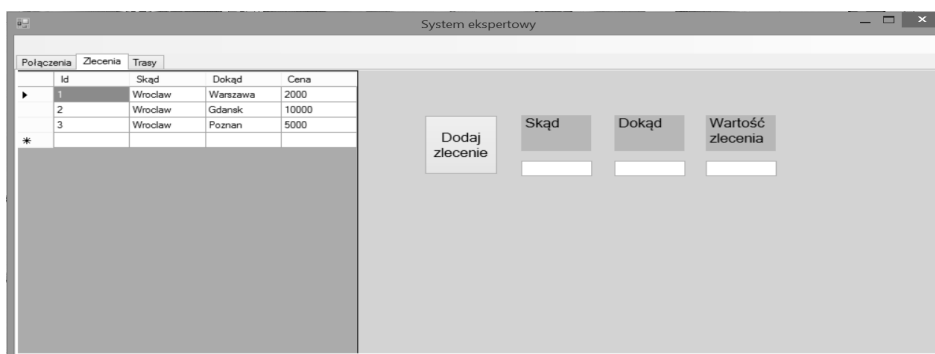 System ekspertowy
Połączenia Zlecenia Trasy
Id Skąd Dokąd Cena
1 Wroclaw Warszawa 2000
2 Wroclaw Gdansk 10000
3 Wroclaw Poznan 5000
Dodaj zlecenie
Skąd
Dokąd
Wartość zlecenia